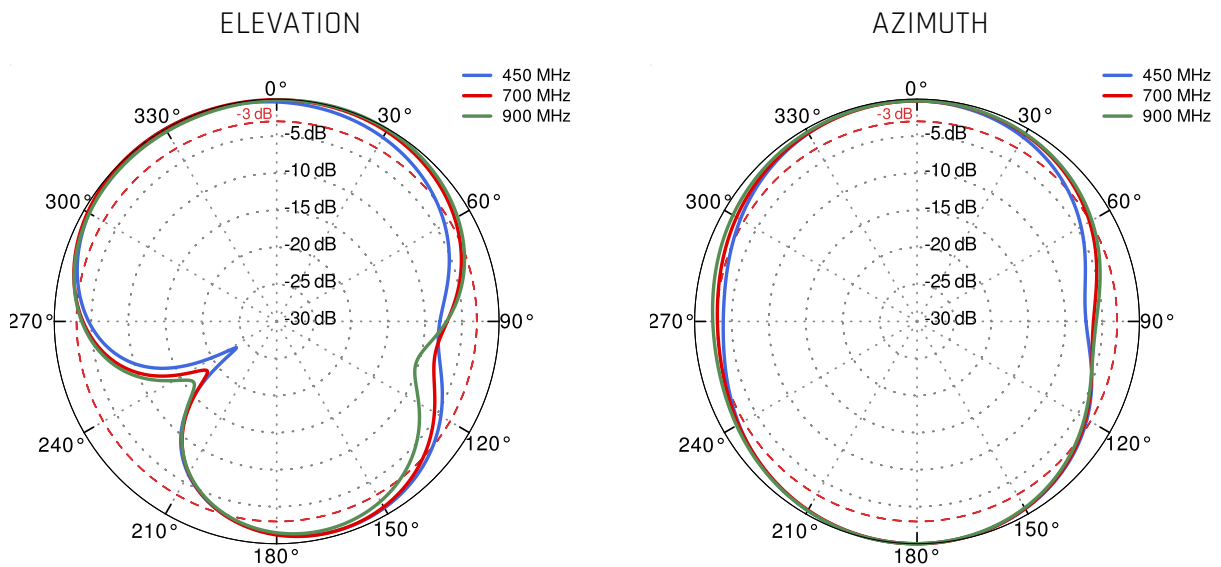 ELEVATION
450 MHz
700 MHz
900 MHz
0°
30°
60°
90°
120°
150°
180°
210°
240°
270°
300°
330°
-3 dB
-5 dB
-10 dB
-15 dB
-20 dB
-25 dB
-30 dB
AZIMUTH
450 MHz
700 MHz
900 MHz
0°
30°
60°
90°
120°
150°
180°
210°
240°
270°
300°
330°
-3 dB
-5 dB
-10 dB
-15 dB
-20 dB
-25 dB
-30 dB